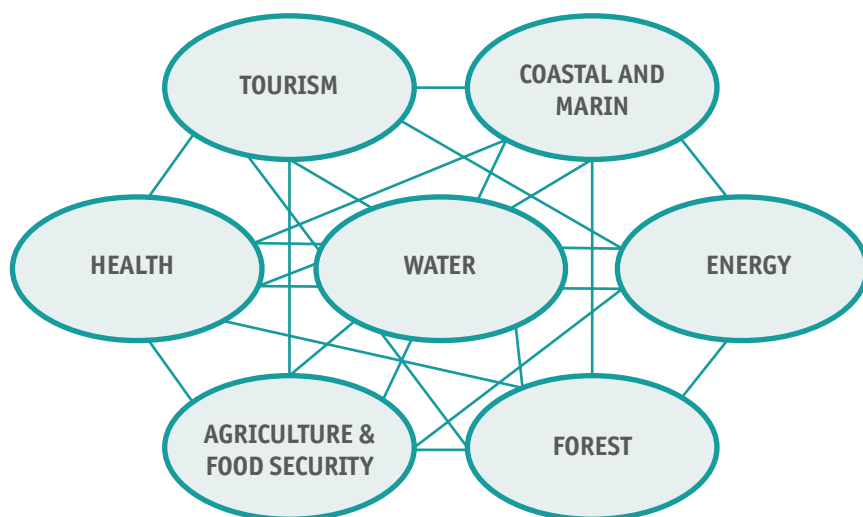 TOURISM
COASTAL AND
MARIN
HEALTH
WATER
ENERGY
AGRICULTURE &
FOOD SECURITY
FOREST